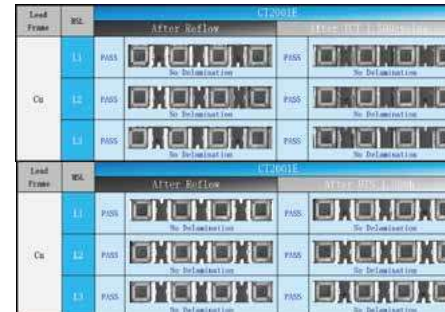 Lead Frame
MSL
CT2001E
After Reflow
Cu
L1
PASS
No Delamination
PASS
No Delamination
L2
PASS
No Delamination
PASS
No Delamination
L3
PASS
No Delamination
PASS
No Delamination
Lead Frame
MSL
CT2001E
After Reflow
Cu
L1
PASS
No Delamination
PASS
No Delamination
L2
PASS
No Delamination
PASS
No Delamination
L3
PASS
No Delamination
PASS
No Delamination